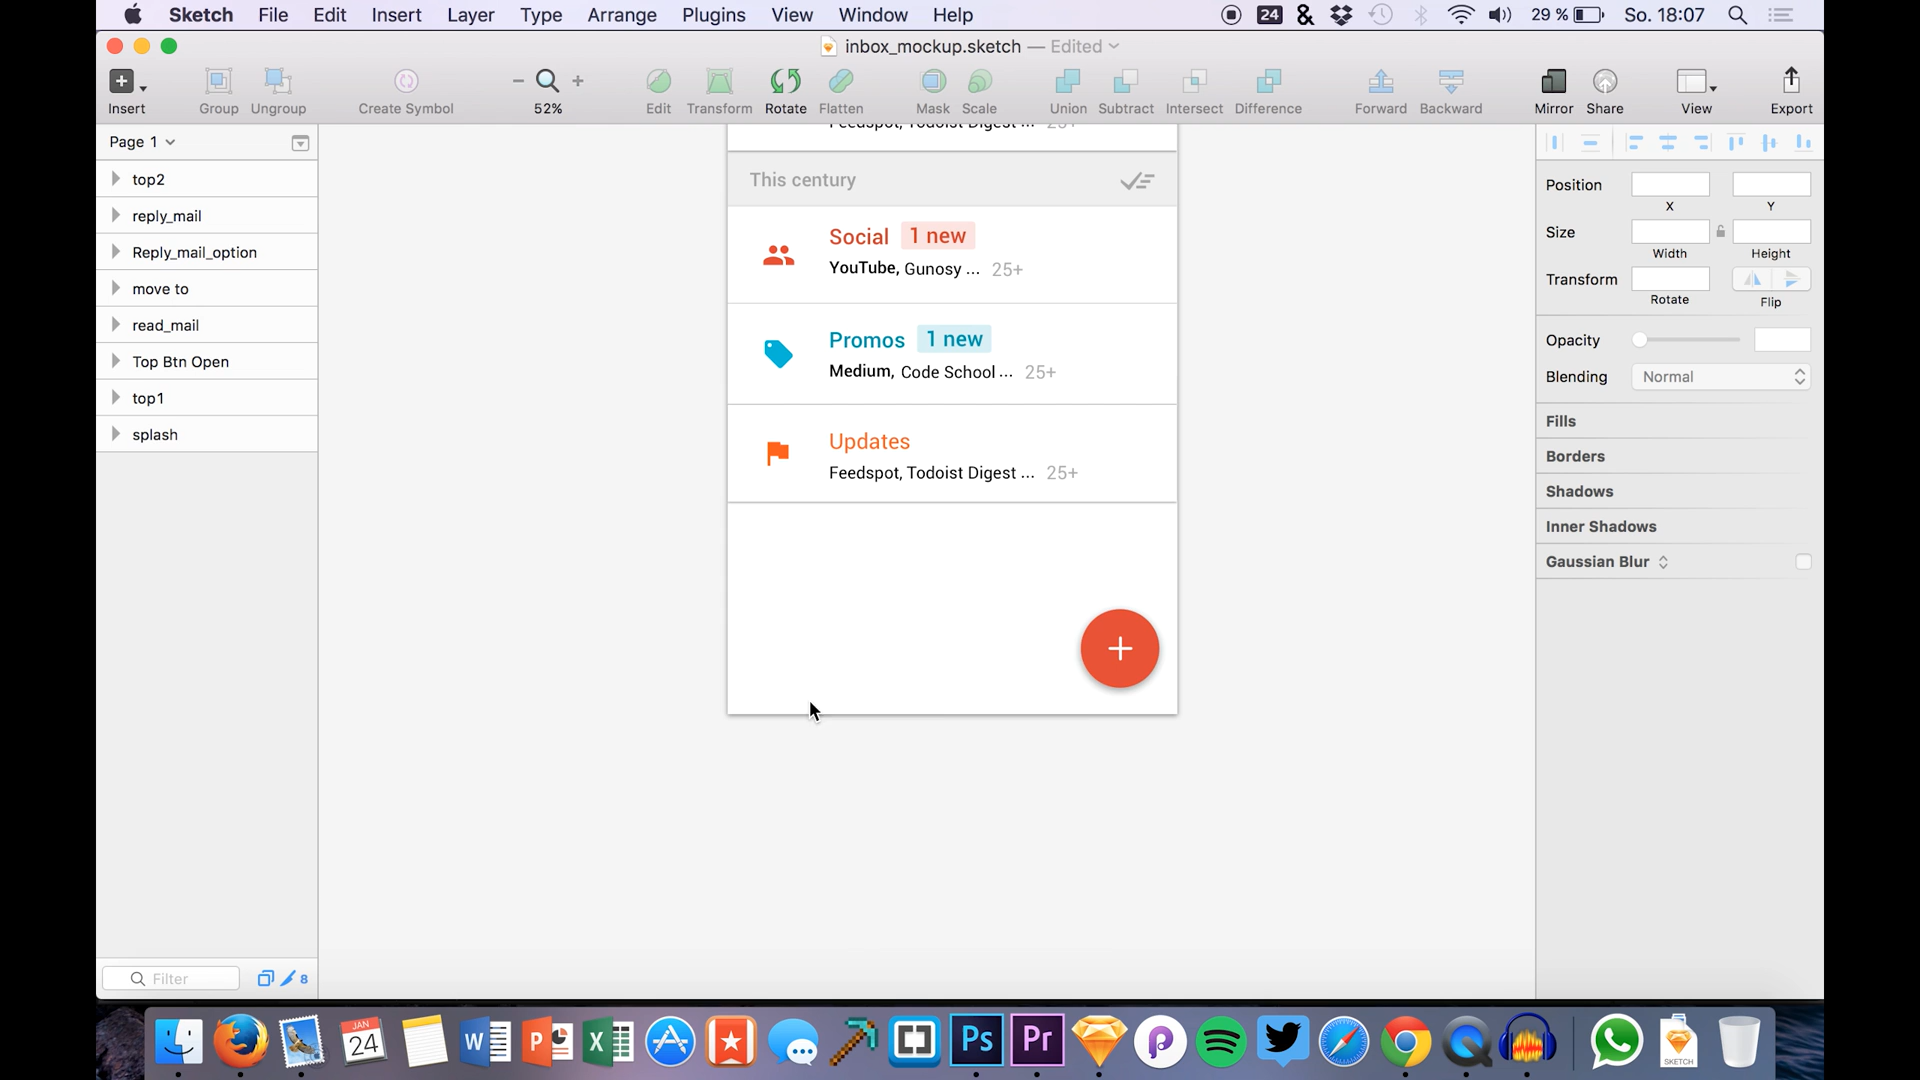 Sketch File Edit Insert Layer Type Arrange Plugins View Window Help 24 & 29 % So. 18:07
inbox_mockup.sketch — Edited
Insert Group Ungroup Create Symbol 52% Edit Transform Rotate Flatten Mask Scale Union Subtract Intersect Difference Forward Backward Mirror Share View Export
Page 1
top2
reply_mail
Reply_mail_option
move to
read_mail
Top Btn Open
top1
splash
Filter 8
Feedspot, Todoist Digest ... 25+
This century
Social 1 new
YouTube, Gunosy ... 25+
Promos 1 new
Medium, Code School ... 25+
Updates
Feedspot, Todoist Digest ... 25+
Position
X Y
Size
Width Height
Transform
Rotate Flip
Opacity
Blending Normal
Fills
Borders
Shadows
Inner Shadows
Gaussian Blur
JAN
24
W
P
X
Ps
Pr
SKETCH